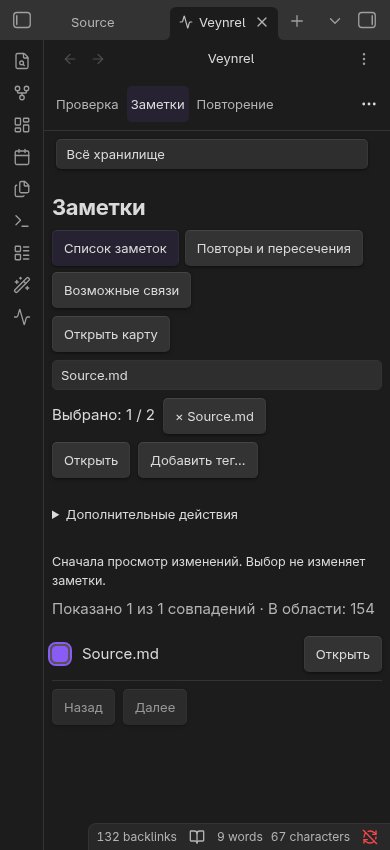 Source
Veynrel
Veynrel
Проверка Заметки Повторение
Всё хранилище
Заметки
Список заметок Повторы и пересечения
Возможные связи
Открыть карту
Source.md
Выбрано: 1 / 2 × Source.md
Открыть Добавить тег...
Дополнительные действия
Сначала просмотр изменений. Выбор не изменяет
заметки.
Показано 1 из 1 совпадений · В области: 154
Source.md Открыть
Назад Далее
132 backlinks 9 words 67 characters